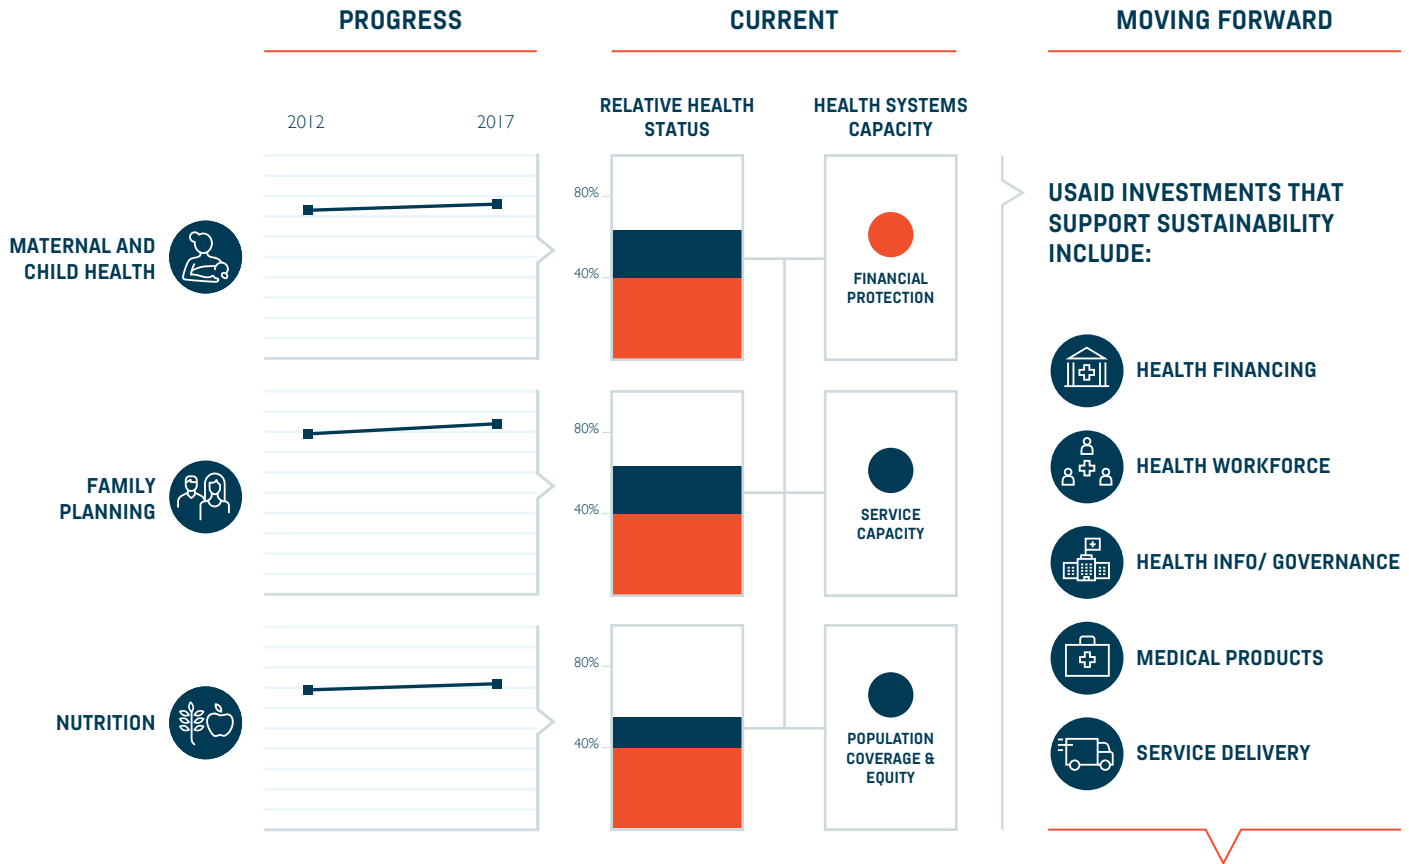 PROGRESS
CURRENT
MOVING FORWARD
2012
2017
RELATIVE HEALTH
STATUS
HEALTH SYSTEMS
CAPACITY
MATERNAL AND
CHILD HEALTH
80%
40%
FINANCIAL
PROTECTION
FAMILY
PLANNING
80%
40%
SERVICE
CAPACITY
NUTRITION
80%
40%
POPULATION
COVERAGE &
EQUITY
USAID INVESTMENTS THAT
SUPPORT SUSTAINABILITY
INCLUDE:
HEALTH FINANCING
HEALTH WORKFORCE
HEALTH INFO/ GOVERNANCE
MEDICAL PRODUCTS
SERVICE DELIVERY